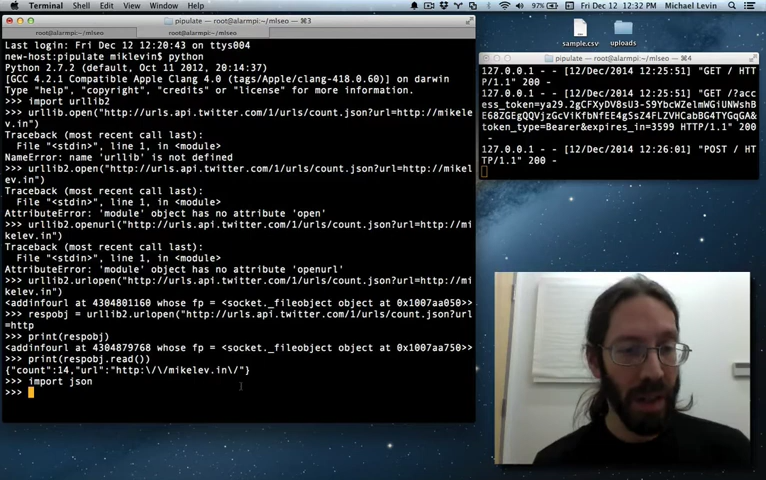 Terminal Shell Edit View Window Help
97% Fri Dec 12 12:32 PM Michael Levin
pipulate — root@alarmpi:~/mlseo — ⌘3
root@alarmpi:~/mlseo root@alarmpi:~/mlseo
Last login: Fri Dec 12 12:20:43 on ttys004
new-host:pipulate miklevin$ python
Python 2.7.2 (default, Oct 11 2012, 20:14:37)
[GCC 4.2.1 Compatible Apple Clang 4.0 (tags/Apple/clang-418.0.60)] on darwin
Type "help", "copyright", "credits" or "license" for more information.
>>> import urllib2
>>> urllib.open("http://urls.api.twitter.com/1/urls/count.json?url=http://mikele
v.in")
Traceback (most recent call last):
File "<stdin>", line 1, in <module>
NameError: name 'urllib' is not defined
>>> urllib2.open("http://urls.api.twitter.com/1/urls/count.json?url=http://mikel
ev.in")
Traceback (most recent call last):
File "<stdin>", line 1, in <module>
AttributeError: 'module' object has no attribute 'open'
>>> urllib2.openurl("http://urls.api.twitter.com/1/urls/count.json?url=http://mi
kelev.in")
Traceback (most recent call last):
File "<stdin>", line 1, in <module>
AttributeError: 'module' object has no attribute 'openurl'
>>> urllib2.urlopen("http://urls.api.twitter.com/1/urls/count.json?url=http://mi
kelev.in")
<addinfourl at 4304801160 whose fp = <socket._fileobject object at 0x1007aa050>>
>>> respobj = urllib2.urlopen("http://urls.api.twitter.com/1/urls/count.json?url
=http
>>> print(respobj)
<addinfourl at 4304879768 whose fp = <socket._fileobject object at 0x1007aa750>>
>>> print(respobj.read())
{"count":14,"url":"http:\/\/mikelev.in\/"}
>>> import json
>>>
sample.csv
uploads
pipulate — root@alarmpi:~/mlseo — ⌘4
127.0.0.1 - - [12/Dec/2014 12:25:51] "GET / HT
TP/1.1" 200 -
127.0.0.1 - - [12/Dec/2014 12:25:51] "GET /?acc
token_type=Bearer&expires_in=3599 HTTP/1.1" 200
-
127.0.0.1 - - [12/Dec/2014 12:26:01] "POST / HT
TP/1.1" 200 -